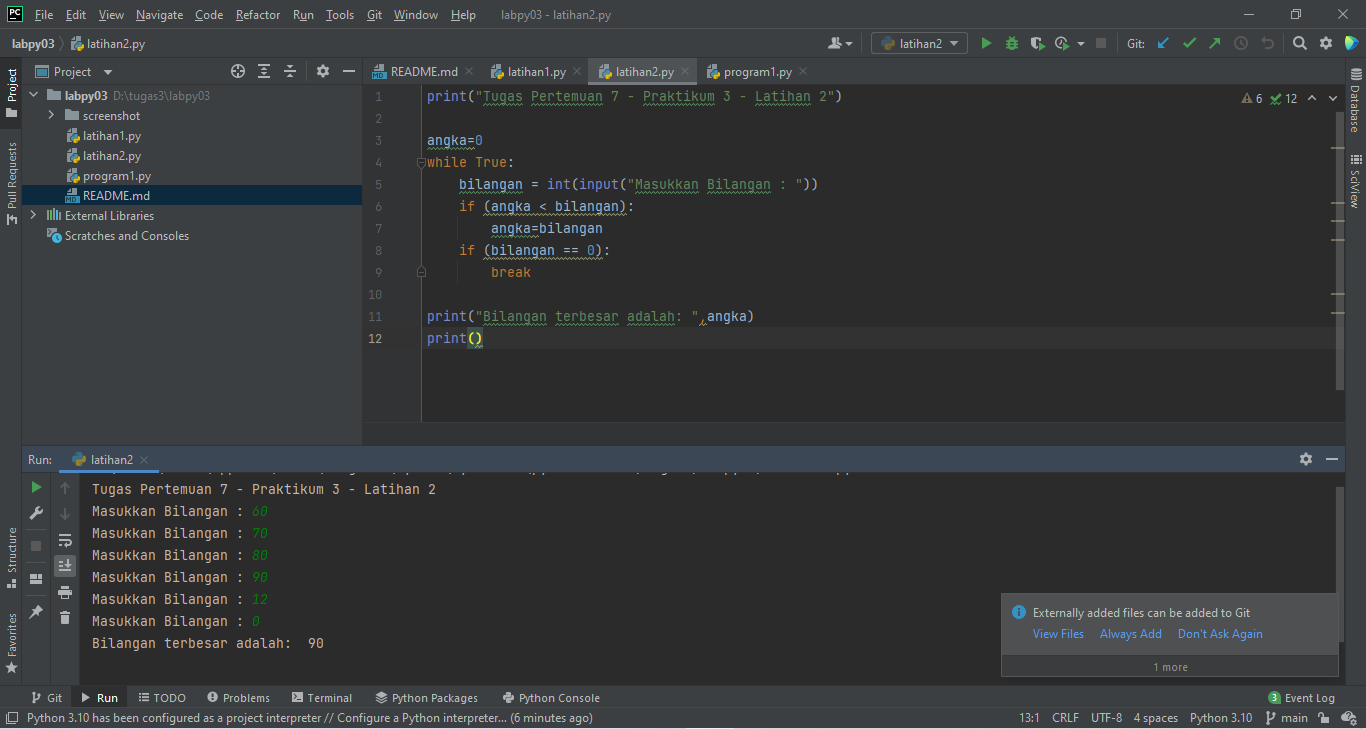 PC File Edit View Navigate Code Refactor Run Tools Git Window Help labpy03 - latihan2.py
labpy03 latihan2.py latihan2 Git:
Project
README.md latihan1.py latihan2.py program1.py
labpy03 D:\tugas3\labpy03
screenshot
latihan1.py
latihan2.py
program1.py
README.md
External Libraries
Scratches and Consoles
Project
Pull Requests
Structure
Favorites
Database
SciView
6 12
1 print("Tugas Pertemuan 7 - Praktikum 3 - Latihan 2")
2
3 angka=0
4 while True:
5 bilangan = int(input("Masukkan Bilangan : "))
6 if (angka < bilangan):
7 angka=bilangan
8 if (bilangan == 0):
9 break
10
11 print("Bilangan terbesar adalah: ",angka)
12 print()
Run: latihan2
Tugas Pertemuan 7 - Praktikum 3 - Latihan 2
Masukkan Bilangan : 60
Masukkan Bilangan : 70
Masukkan Bilangan : 80
Masukkan Bilangan : 90
Masukkan Bilangan : 12
Masukkan Bilangan : 0
Bilangan terbesar adalah:  90
Externally added files can be added to Git
View Files Always Add Don't Ask Again
1 more
Git Run TODO Problems Terminal Python Packages Python Console 3 Event Log
Python 3.10 has been configured as a project interpreter // Configure a Python interpreter... (6 minutes ago) 13:1 CRLF UTF-8 4 spaces Python 3.10 main